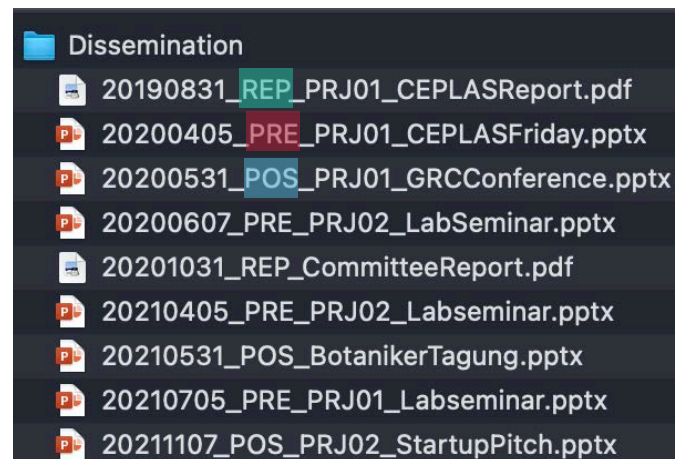 Dissemination
20190831_REP_PRJ01_CEPLASReport.pdf
20200405_PRE_PRJ01_CEPLASFriday.pptx
20200531_POS_PRJ01_GRCConference.pptx
20200607_PRE_PRJ02_LabSeminar.pptx
20201031_REP_CommitteeReport.pdf
20210405_PRE_PRJ02_Labseminar.pptx
20210531_POS_BotanikerTagung.pptx
20210705_PRE_PRJ01_Labseminar.pptx
20211107_POS_PRJ02_StartupPitch.pptx